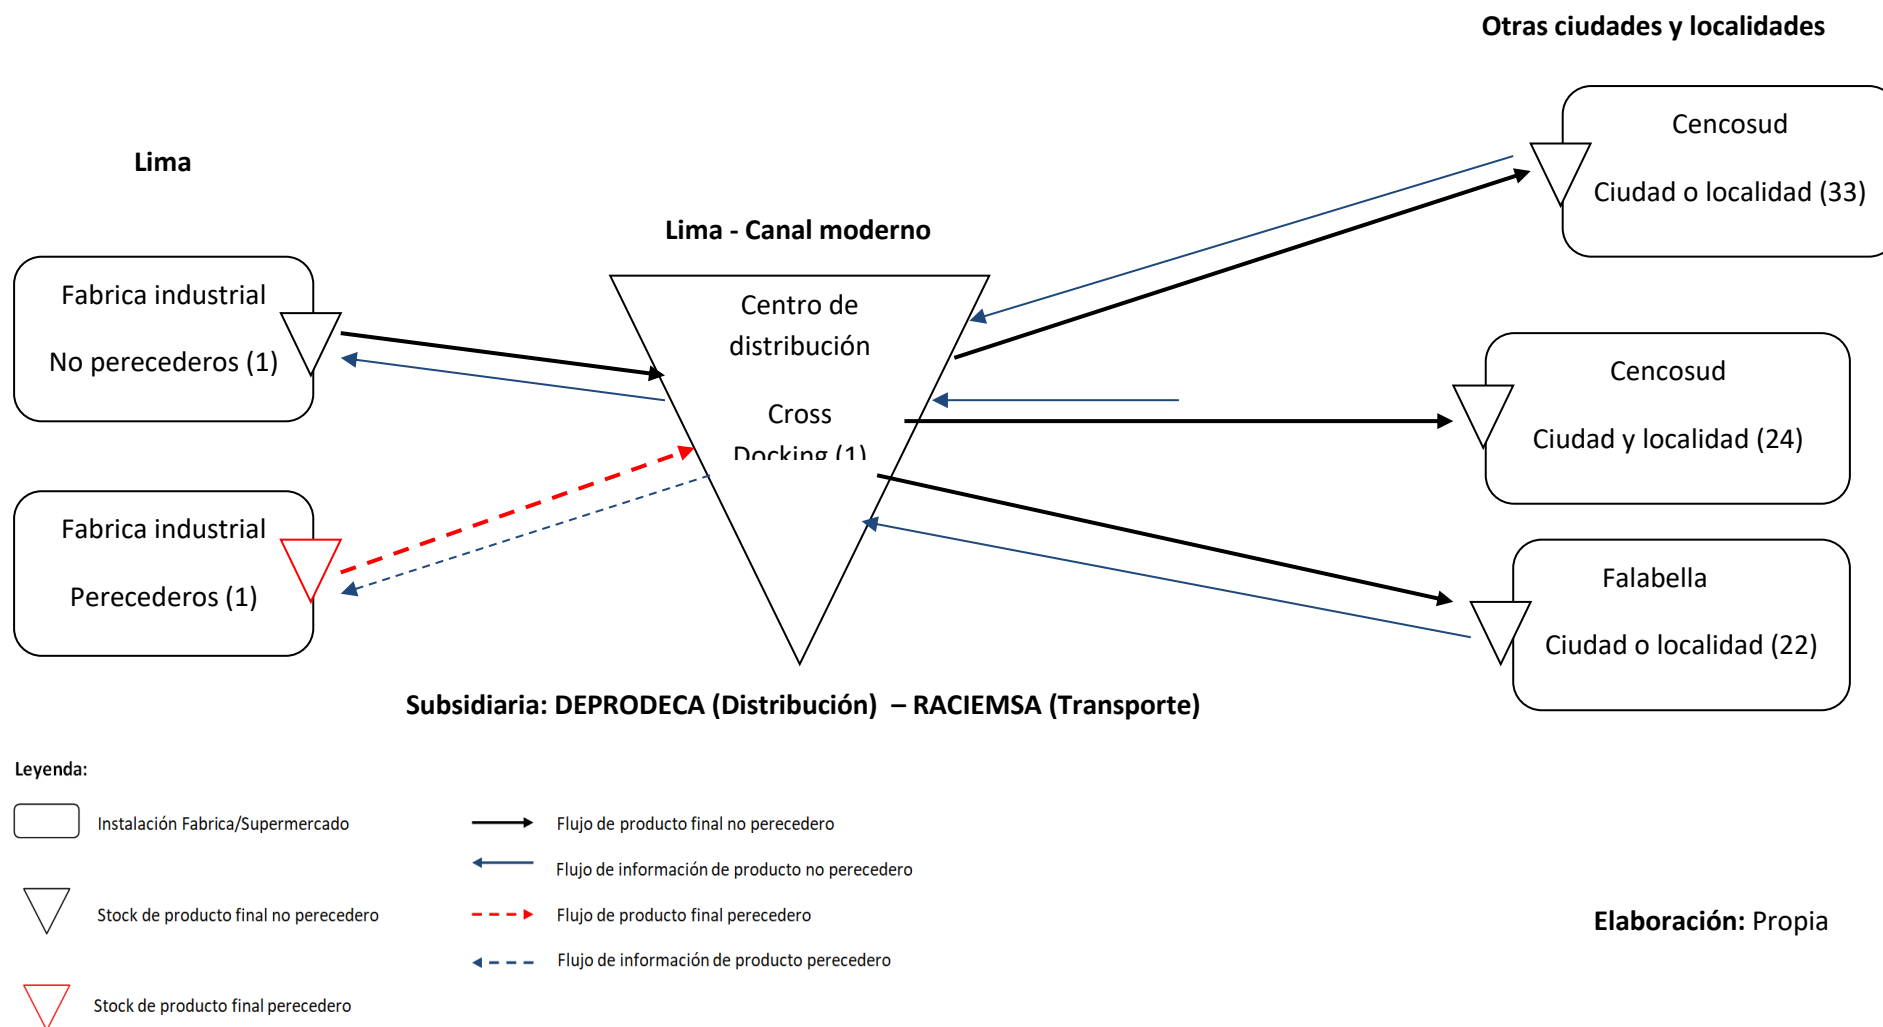 Otras ciudades y localidades
Lima
Cencosud
Ciudad o localidad (33)
Lima - Canal moderno
Fabrica industrial
No perecederos (1)
Centro de
distribución
Cross
Docking (1)
Cencosud
Ciudad y localidad (24)
Fabrica industrial
Perecederos (1)
Falabella
Ciudad o localidad (22)
Subsidiaria: DEPRODECA (Distribución) – RACIEMSA (Transporte)
Leyenda:
Instalación Fabrica/Supermercado
Stock de producto final no perecedero
Stock de producto final perecedero
Flujo de producto final no perecedero
Flujo de información de producto no perecedero
Flujo de producto final perecedero
Flujo de información de producto perecedero
Elaboración: Propia